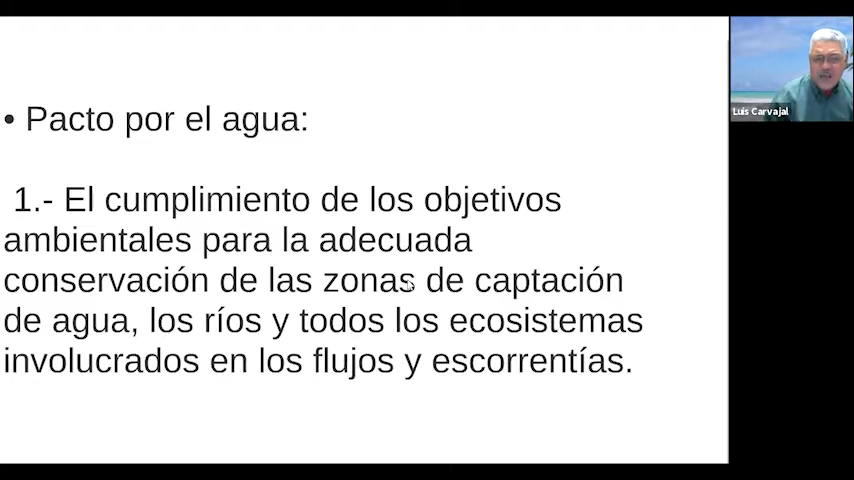 • Pacto por el agua:
1.- El cumplimiento de los objetivos
ambientales para la adecuada
conservación de las zonas de captación
de agua, los ríos y todos los ecosistemas
involucrados en los flujos y escorrentías.
Luis Carvajal